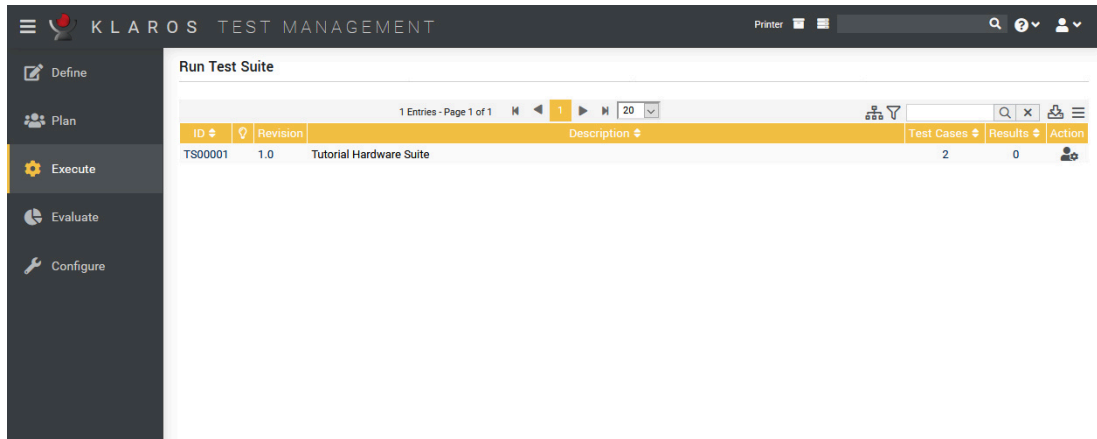 KLAROS TEST MANAGEMENT
Printer
Define
Plan
Execute
Evaluate
Configure
Run Test Suite
1 Entries - Page 1 of 1 1 20
ID Revision Description Test Cases Results Action
TS00001 1.0 Tutorial Hardware Suite 2 0